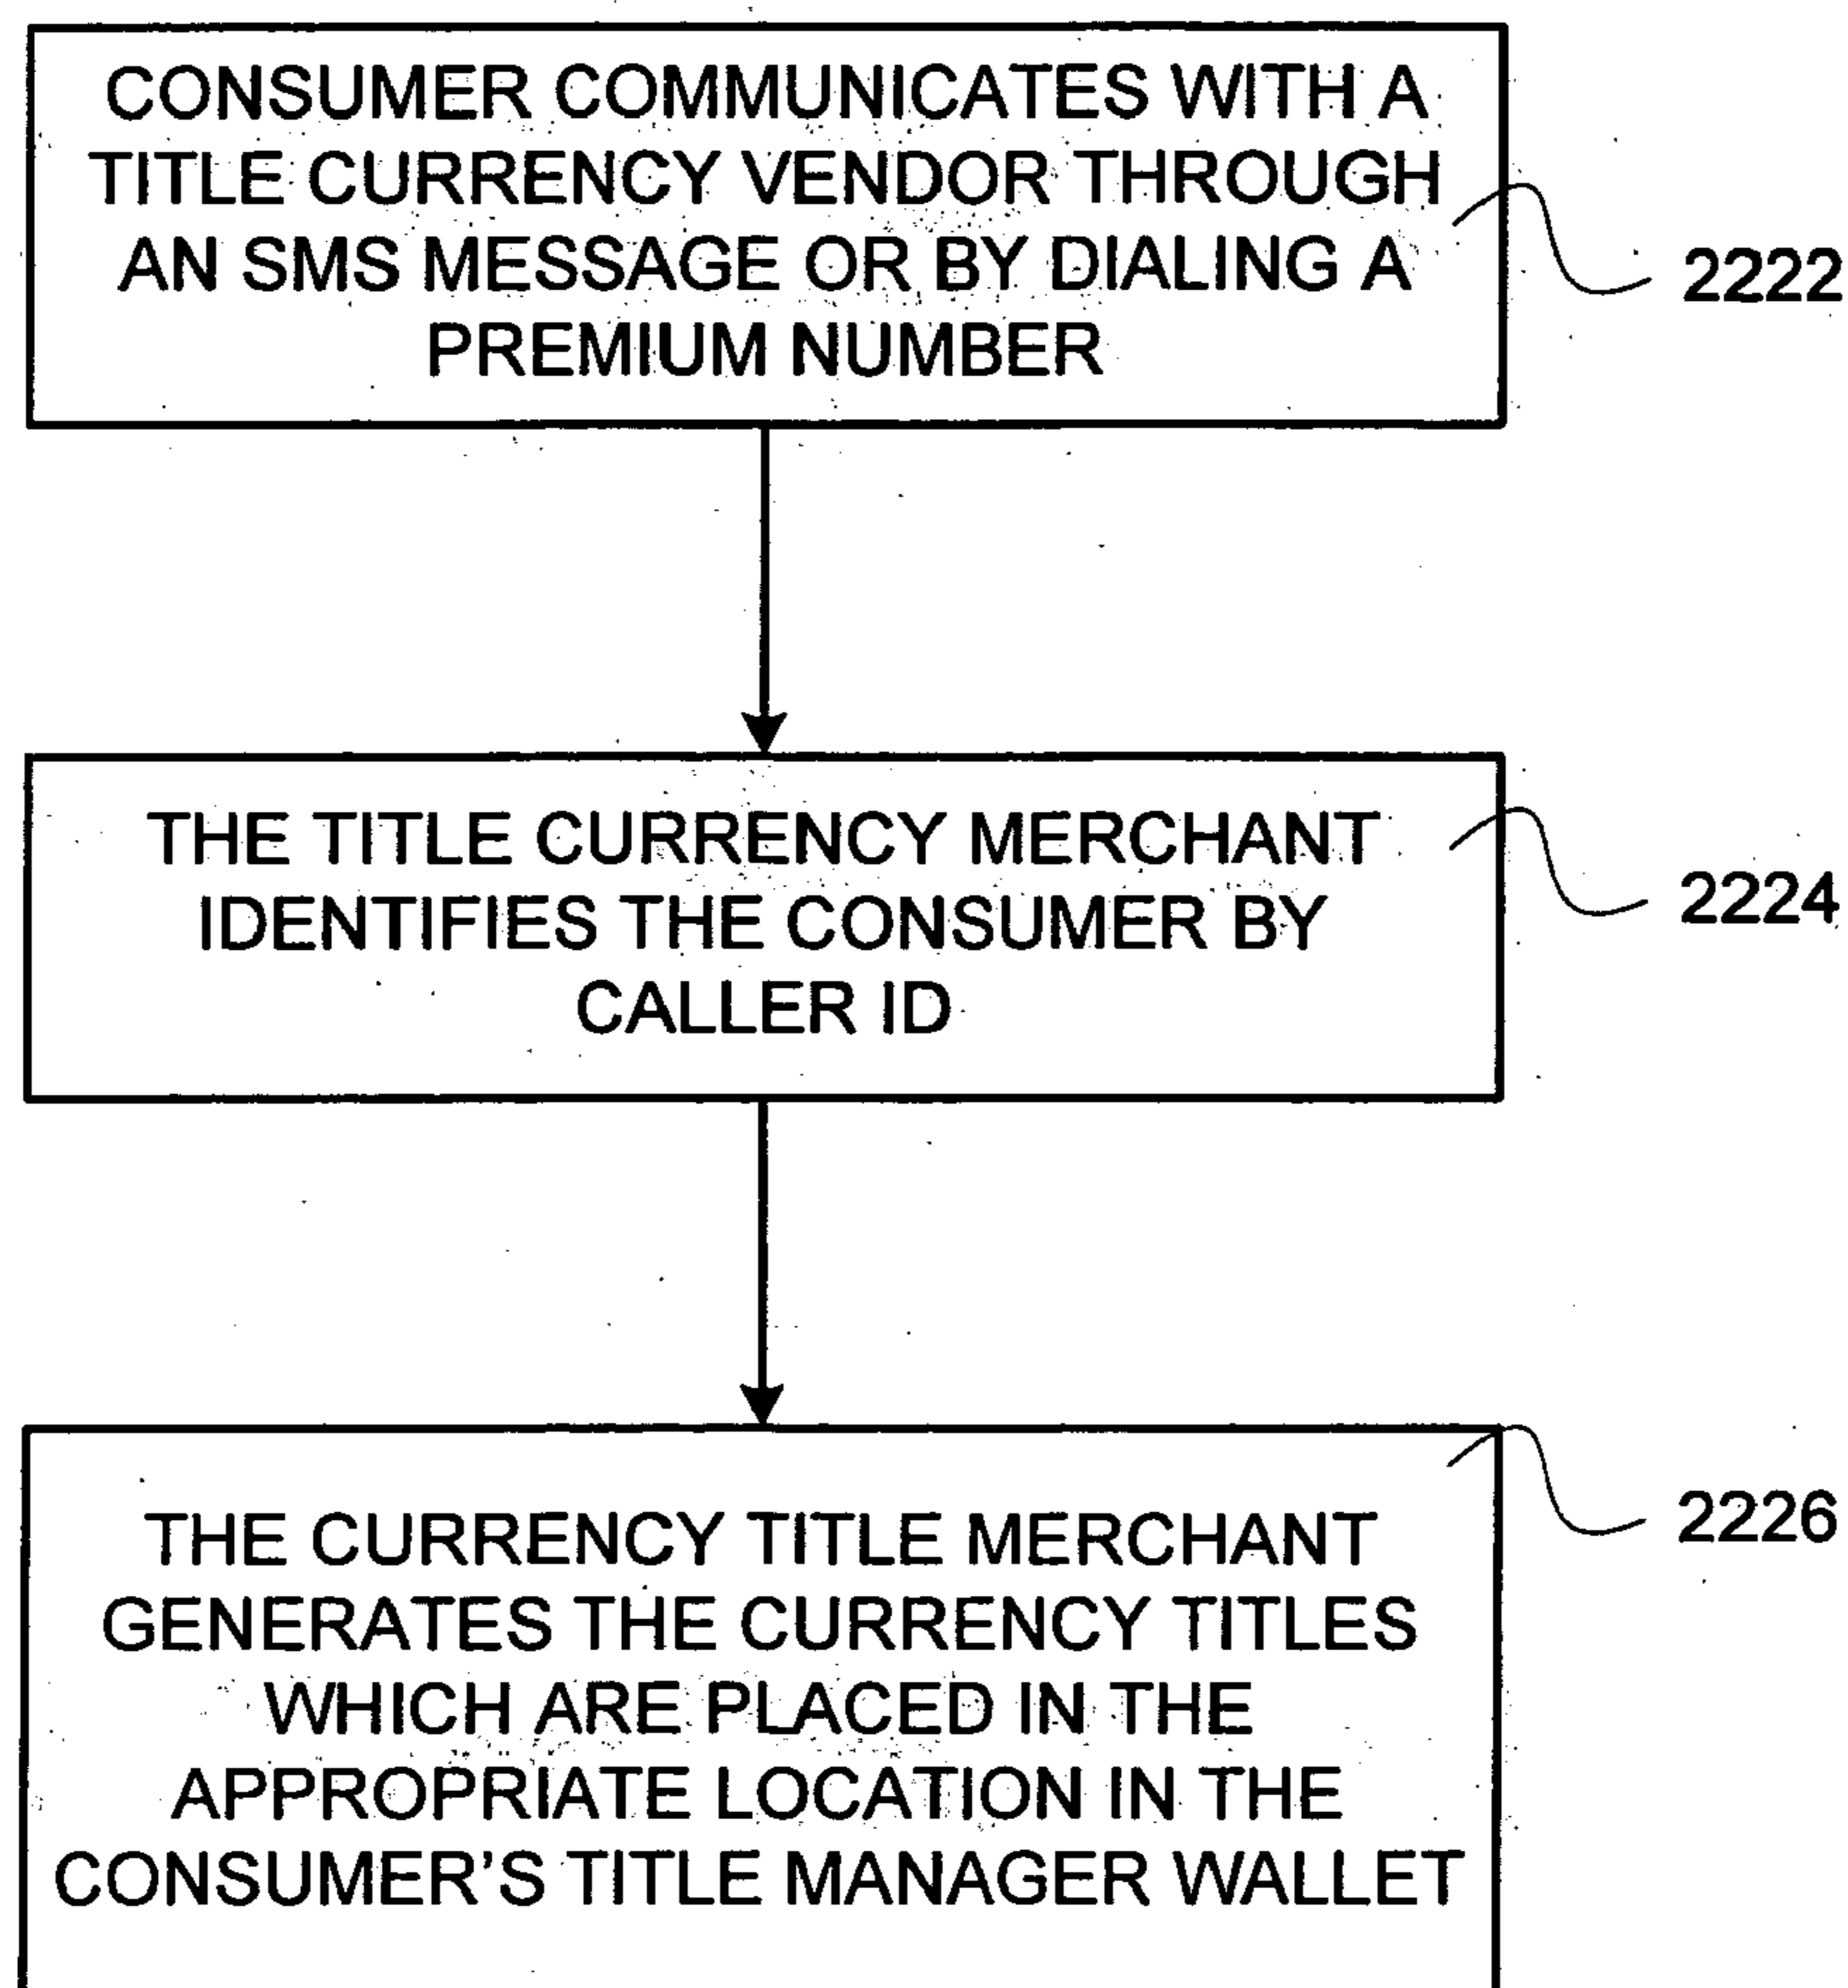 CONSUMER COMMUNICATES WITH A
TITLE CURRENCY VENDOR THROUGH
AN SMS MESSAGE OR BY DIALING A
PREMIUM NUMBER
2222
THE TITLE CURRENCY MERCHANT
IDENTIFIES THE CONSUMER BY
CALLER ID
2224
THE CURRENCY TITLE MERCHANT
GENERATES THE CURRENCY TITLES
WHICH ARE PLACED IN THE
APPROPRIATE LOCATION IN THE
CONSUMER'S TITLE MANAGER WALLET
2226